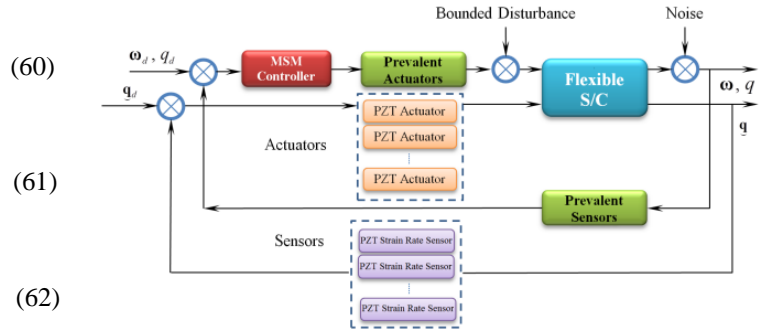 Bounded Disturbance
Noise
(60)
ω_d , q_d
MSM
Controller
Prevalent
Actuators
Flexible
S/C
ω, q
q_d
q
PZT Actuator
PZT Actuator
PZT Actuator
Actuators
(61)
Prevalent
Sensors
Sensors
PZT Strain Rate Sensor
PZT Strain Rate Sensor
PZT Strain Rate Sensor
(62)